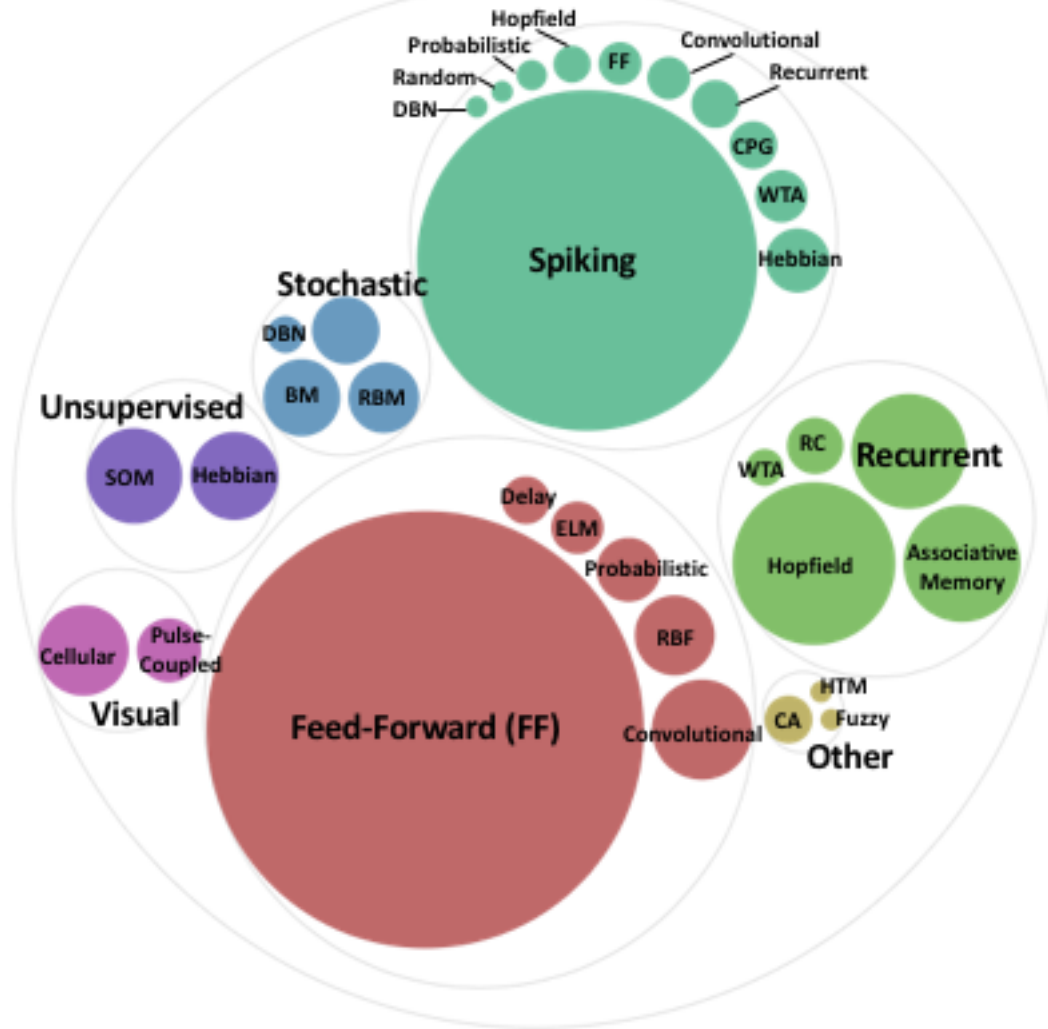 Hopfield
Probabilistic
FF
Convolutional
Random
Recurrent
DBN
CPG
WTA
Spiking
Hebbian
Stochastic
DBN
BM
RBM
Unsupervised
SOM
Hebbian
RC
Recurrent
WTA
Hopfield
Associative
Memory
Delay
ELM
Probabilistic
RBF
Convolutional
Feed-Forward (FF)
Cellular
Pulse-
Coupled
Visual
HTM
CA
Fuzzy
Other